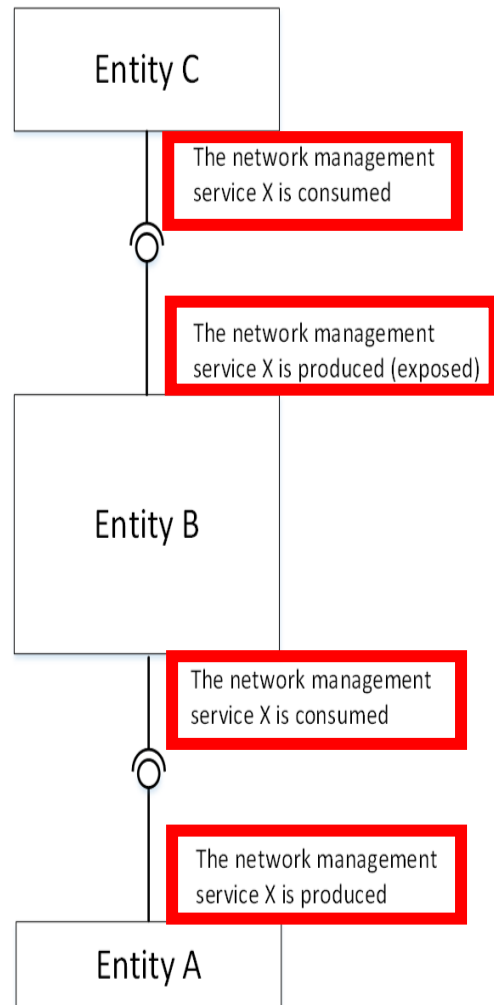 Entity C
The network management
service X is consumed
The network management
service X is produced (exposed)
Entity B
The network management
service X is consumed
The network management
service X is produced
Entity A